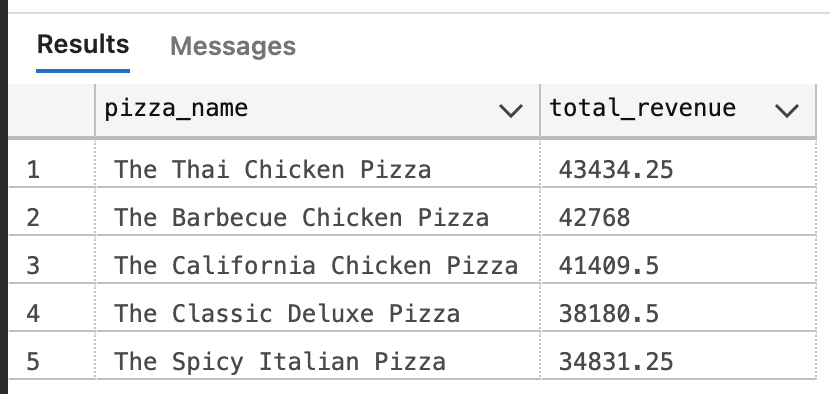 Results Messages
pizza_name total_revenue
1 The Thai Chicken Pizza 43434.25
2 The Barbecue Chicken Pizza 42768
3 The California Chicken Pizza 41409.5
4 The Classic Deluxe Pizza 38180.5
5 The Spicy Italian Pizza 34831.25